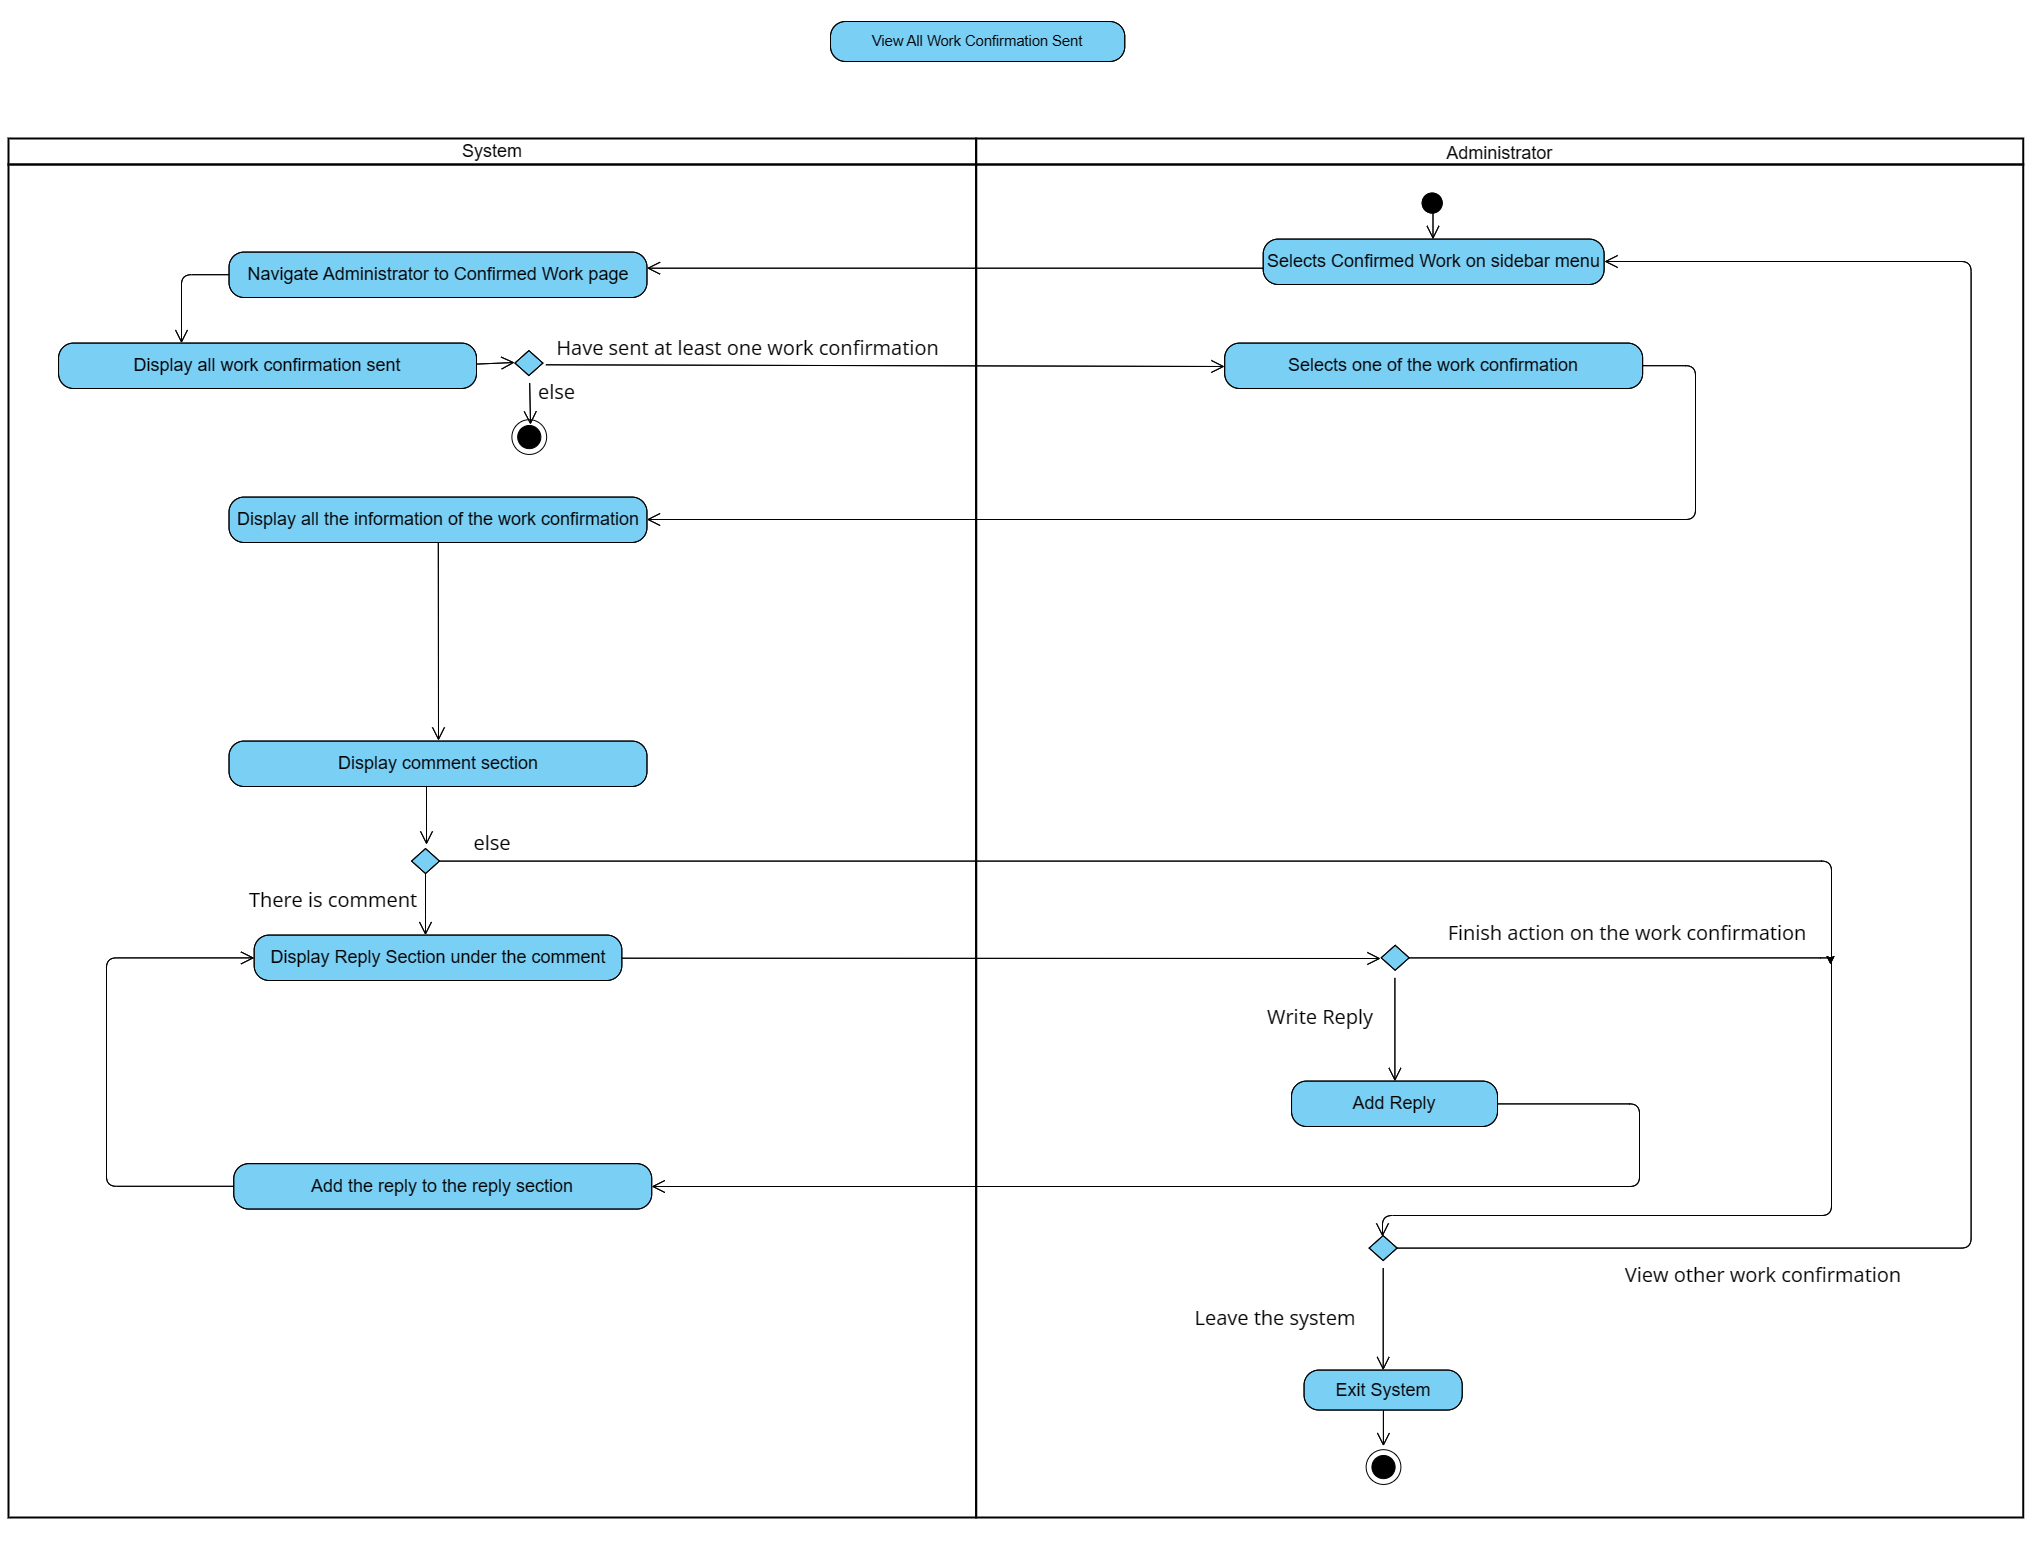 View All Work Confirmation Sent
System
Administrator
Selects Confirmed Work on sidebar menu
Navigate Administrator to Confirmed Work page
Display all work confirmation sent
Have sent at least one work confirmation
else
Selects one of the work confirmation
Display all the information of the work confirmation
Display comment section
else
There is comment
Display Reply Section under the comment
Finish action on the work confirmation
Write Reply
Add Reply
Add the reply to the reply section
View other work confirmation
Leave the system
Exit System